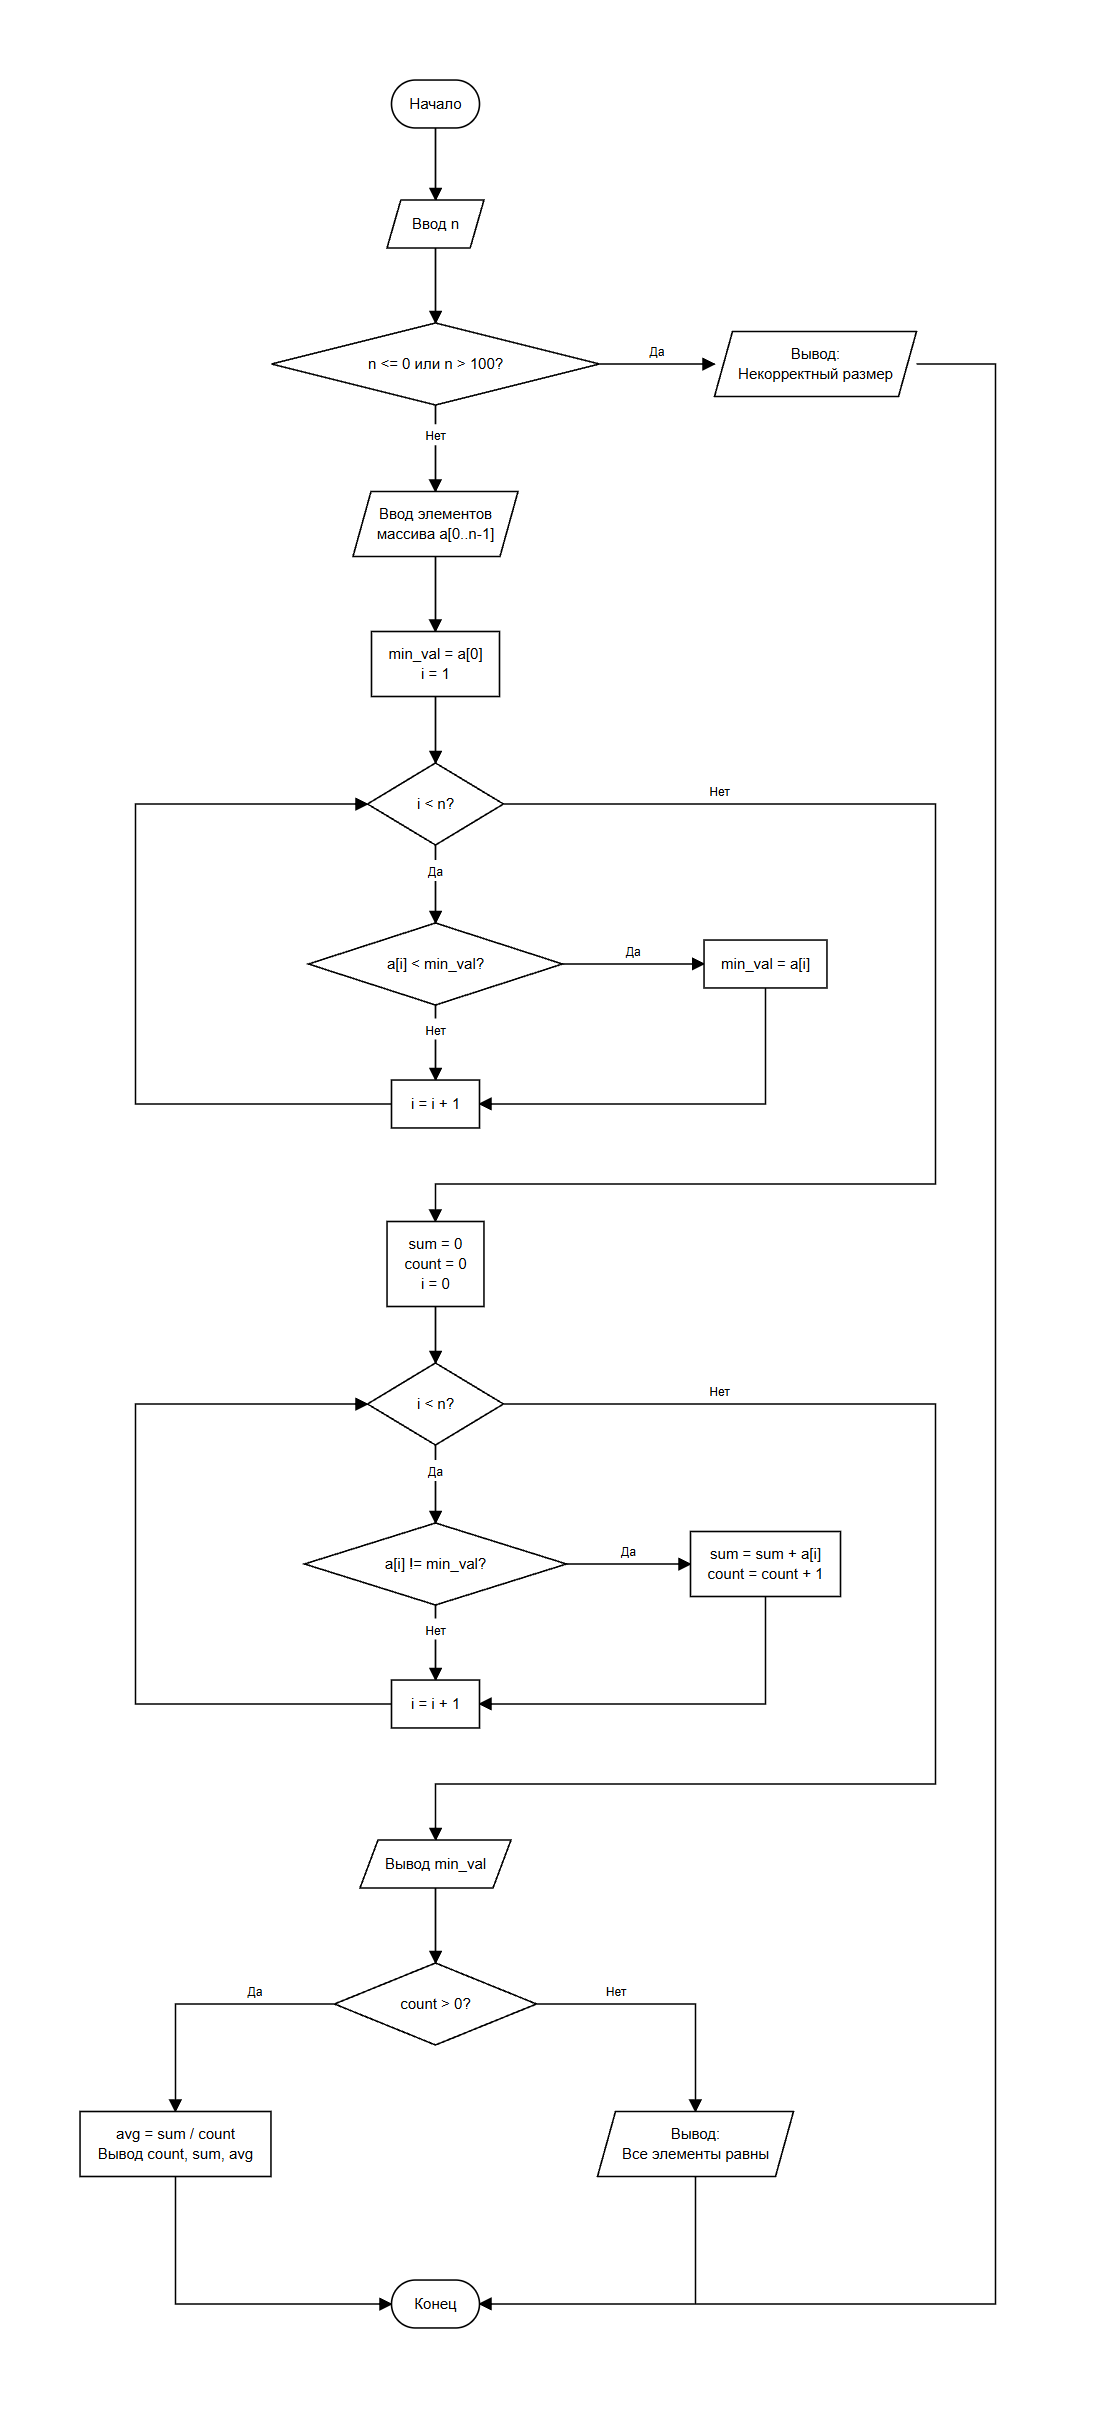 Начало
Ввод n
n <= 0 или n > 100?
Да
Вывод:
Некорректный размер
Нет
Ввод элементов
массива a[0..n-1]
min_val = a[0]
i = 1
i < n?
Нет
Да
a[i] < min_val?
Да
min_val = a[i]
Нет
i = i + 1
sum = 0
count = 0
i = 0
i < n?
Нет
Да
a[i] != min_val?
Да
sum = sum + a[i]
count = count + 1
Нет
i = i + 1
Вывод min_val
count > 0?
Да
Нет
avg = sum / count
Вывод count, sum, avg
Вывод:
Все элементы равны
Конец